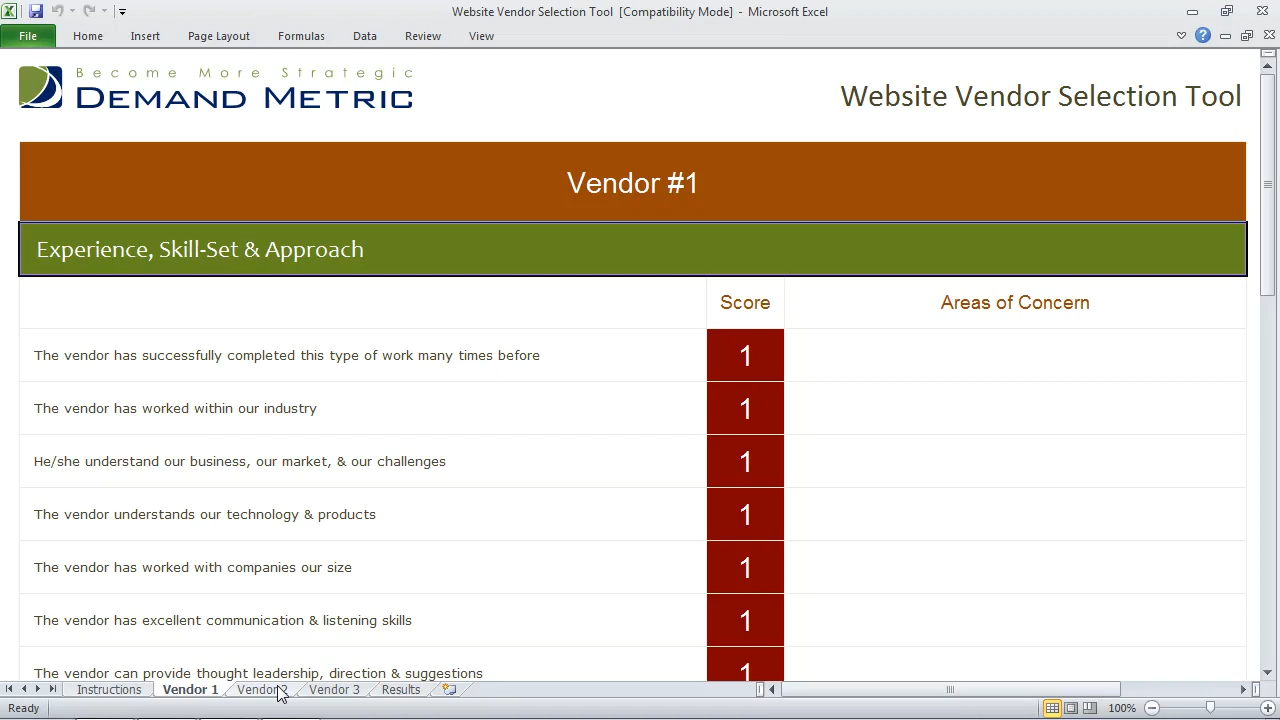 Website Vendor Selection Tool [Compatibility Mode] - Microsoft Excel
File Home Insert Page Layout Formulas Data Review View
Become More Strategic
DEMAND METRIC
Website Vendor Selection Tool
Vendor #1
Experience, Skill-Set & Approach
Score Areas of Concern
The vendor has successfully completed this type of work many times before 1
The vendor has worked within our industry 1
He/she understand our business, our market, & our challenges 1
The vendor understands our technology & products 1
The vendor has worked with companies our size 1
The vendor has excellent communication & listening skills 1
The vendor can provide thought leadership, direction & suggestions 1
Instructions Vendor 1 Vendor 2 Vendor 3 Results
Ready 100%